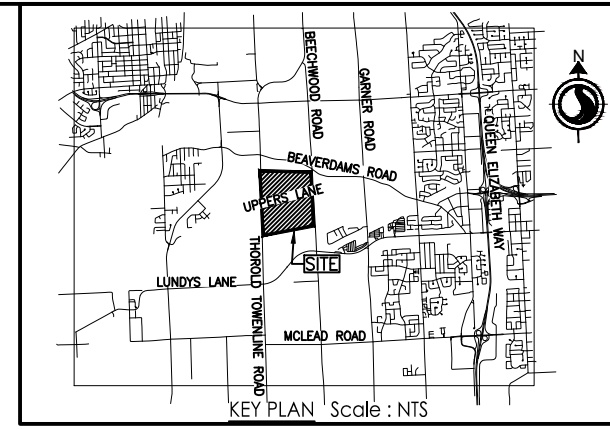 BEECHWOOD ROAD
GARNER ROAD
QUEEN ELIZABETH WAY
N
BEAVERDAMS ROAD
UPPERS LANE
THOROLD TOWENLINE ROAD
SITE
LUNDYS LANE
MCLEAD ROAD
KEY PLAN Scale : NTS